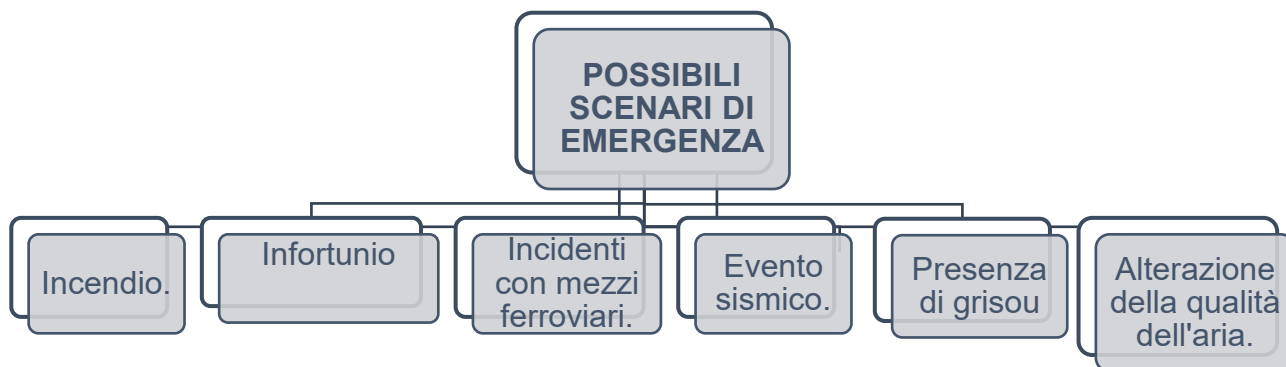 POSSIBILI
SCENARI DI
EMERGENZA
Incendio.
Infortunio
Incidenti
con mezzi
ferroviari.
Evento
sismico.
Presenza
di grisou
Alterazione
della qualità
dell'aria.